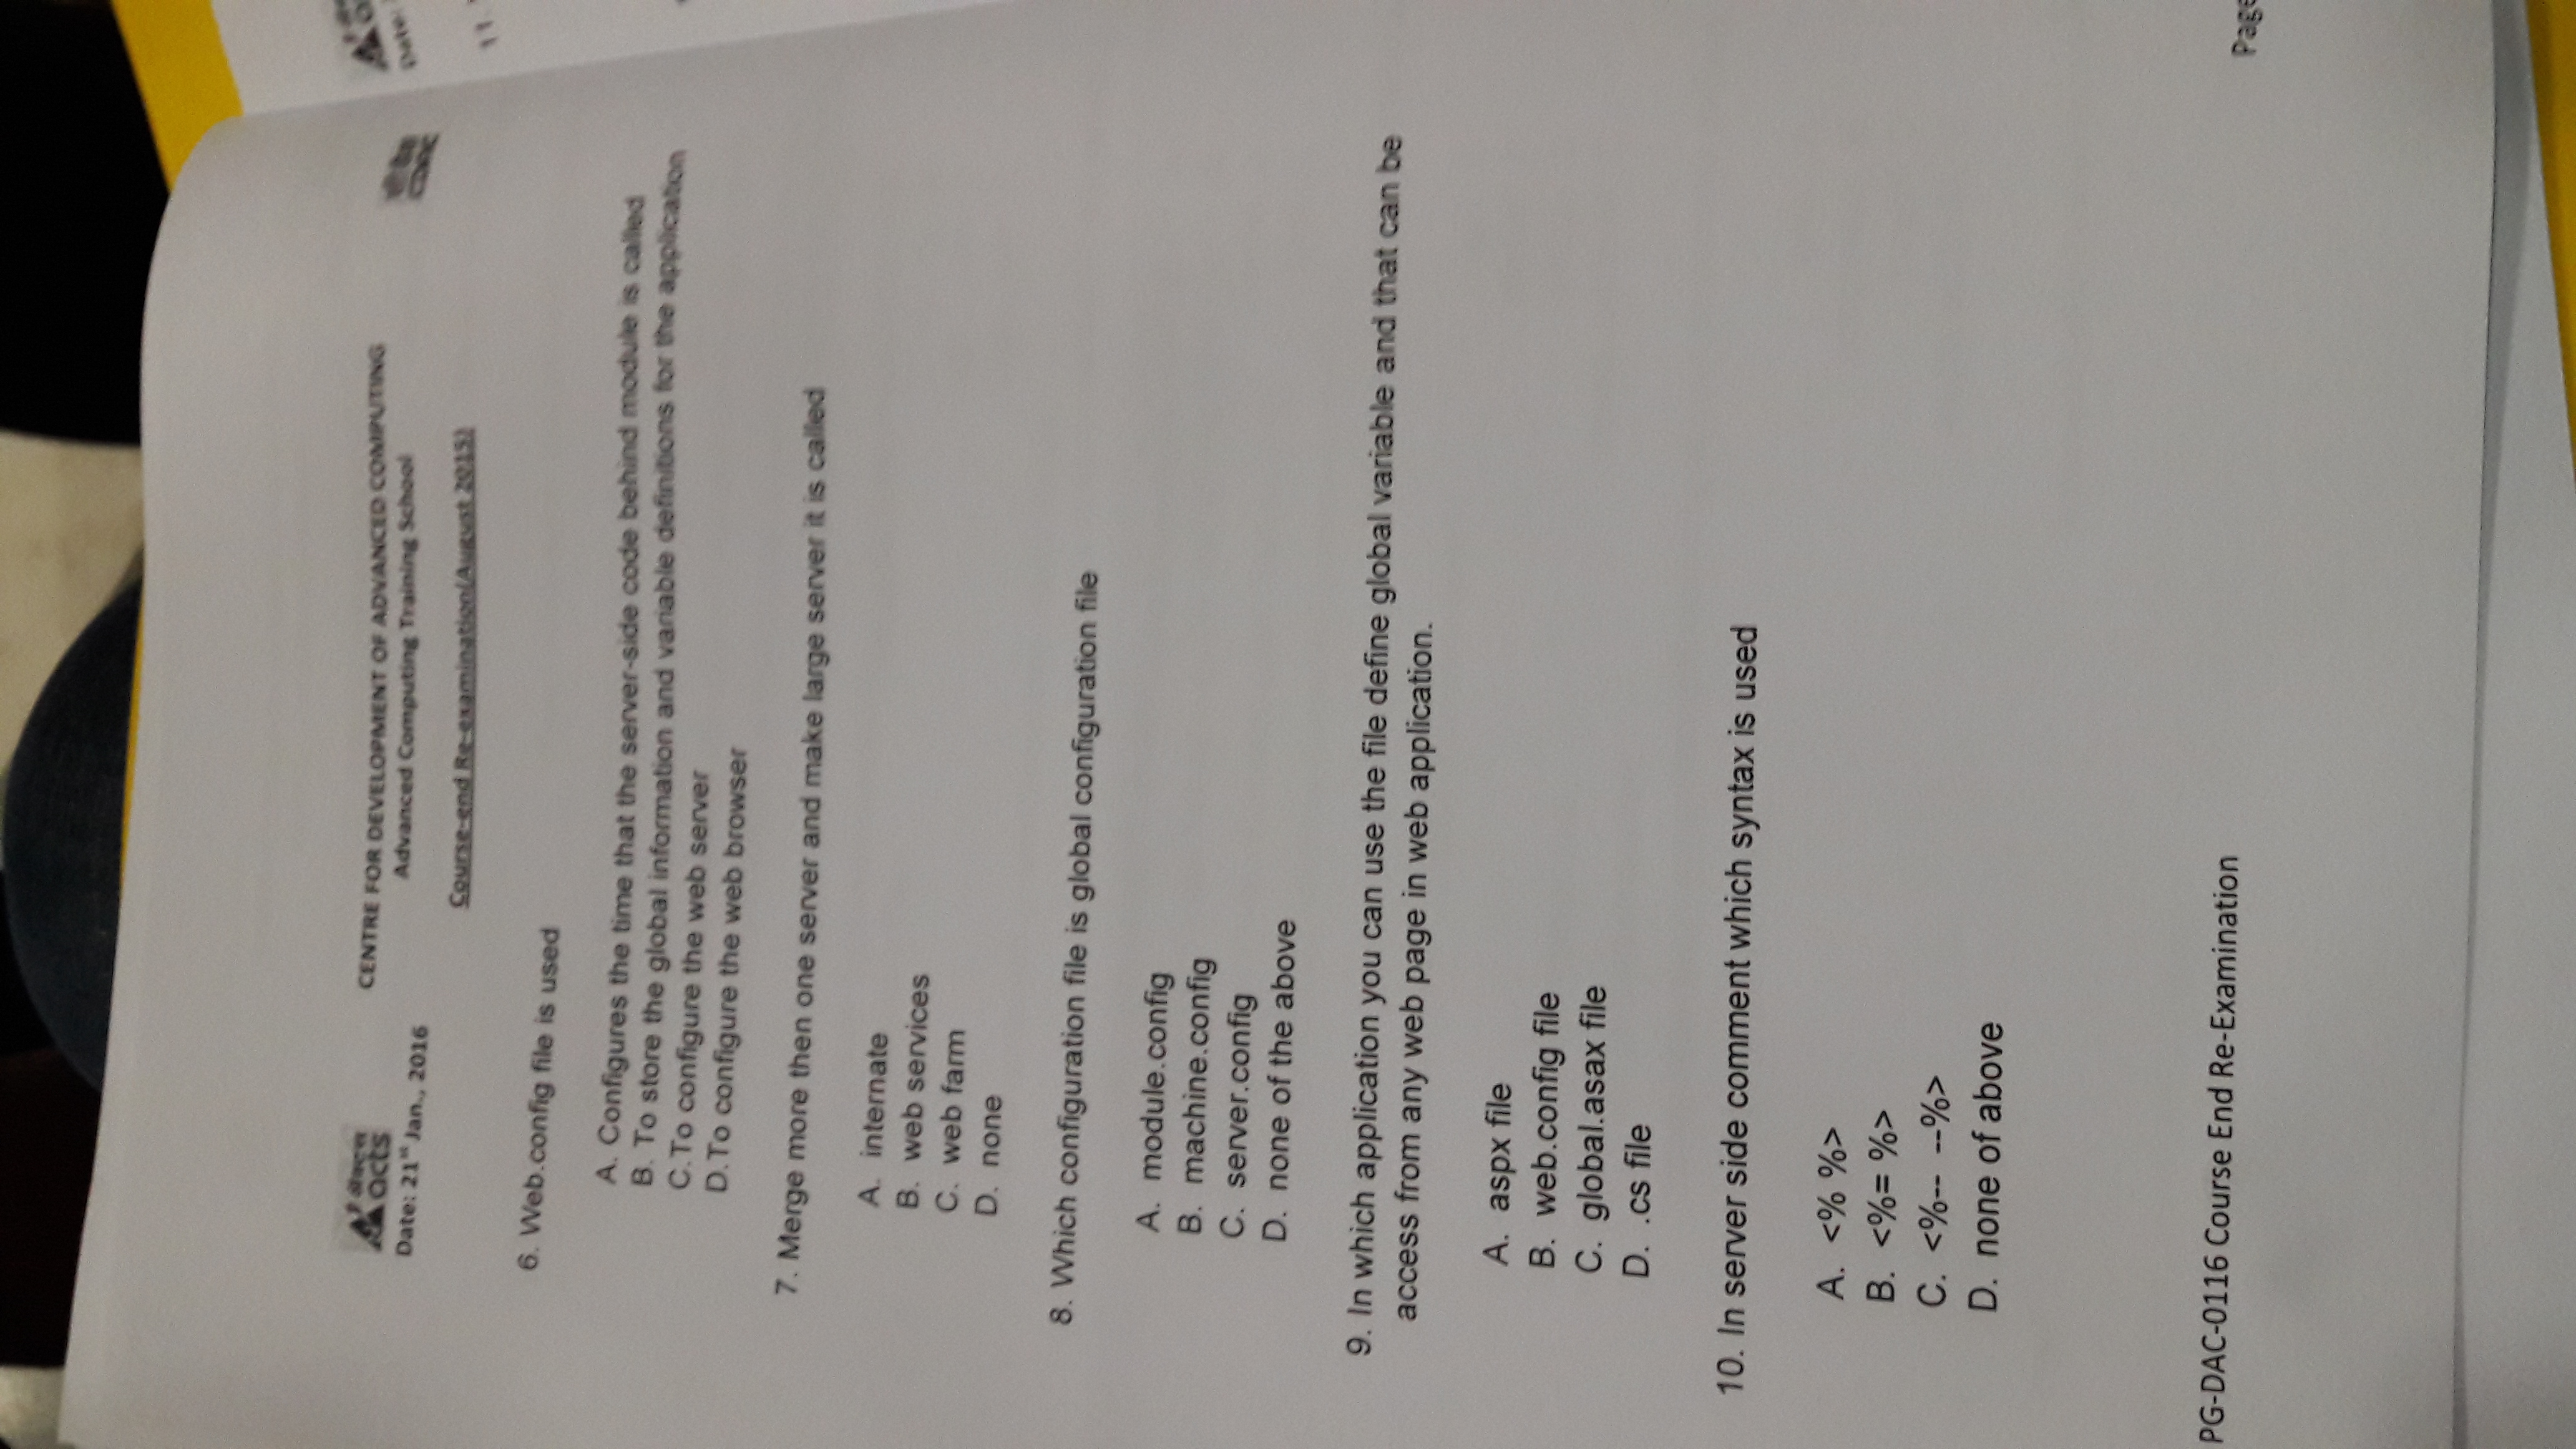 acts
CENTRE FOR DEVELOPMENT OF ADVANCED COMPUTING
Date: 21st Jan., 2016
Advanced Computing Training School
CDAC
Date:
Course-end Re-examination(August 2015)
11.
6. Web.config file is used
A. Configures the time that the server-side code behind module is called
B. To store the global information and variable definitions for the application
C.To configure the web server
D.To configure the web browser
7. Merge more then one server and make large server it is called
A. internate
B. web services
C. web farm
D. none
8. Which configuration file is global configuration file
A. module.config
B. machine.config
C. server.config
D. none of the above
9. In which application you can use the file define global variable and that can be
access from any web page in web application.
A. aspx file
B. web.config file
C. global.asax file
D. .cs file
10. In server side comment which syntax is used
A. <% %>
B. <%= %>
C. <%-- --%>
D. none of above
PG-DAC-0116 Course End Re-Examination
Page